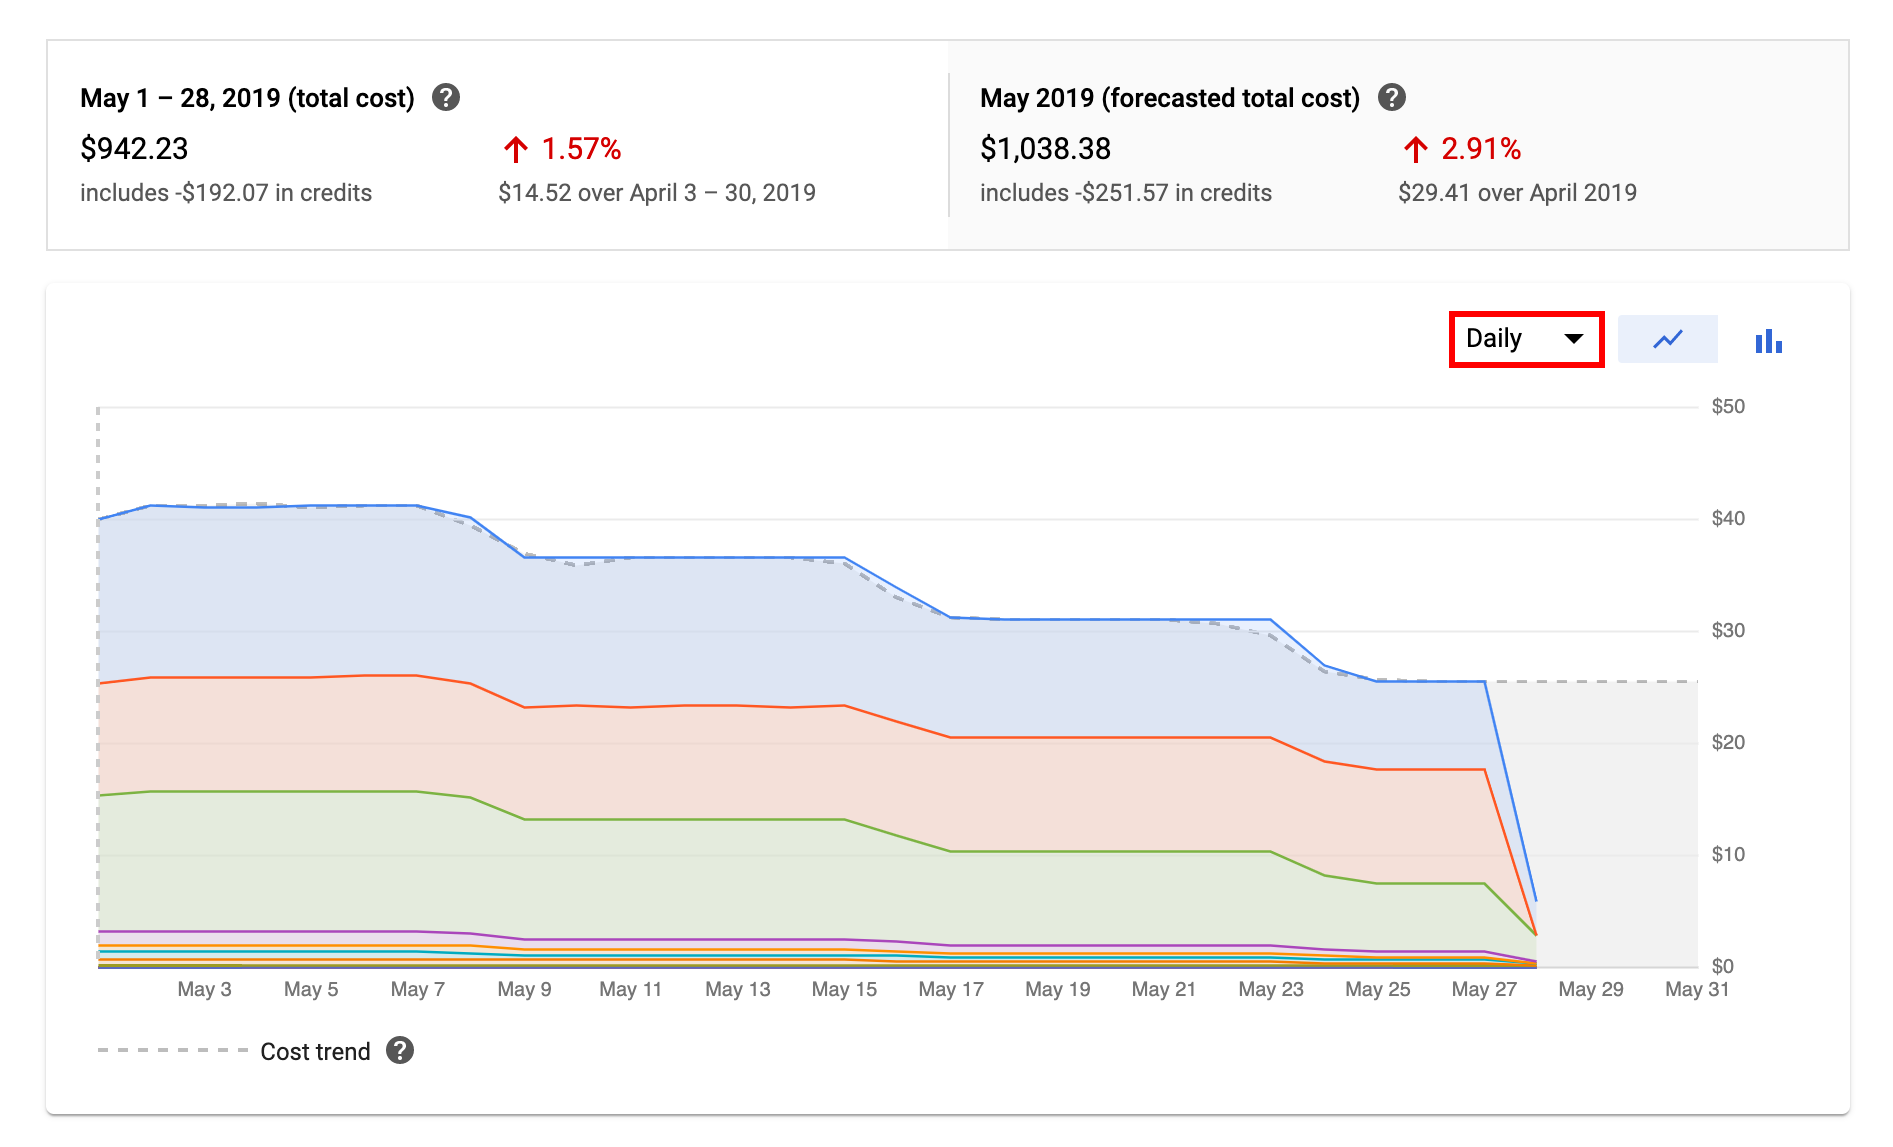 May 1 – 28, 2019 (total cost) ?
$942.23
1.57%
includes -$192.07 in credits
$14.52 over April 3 – 30, 2019
May 2019 (forecasted total cost) ?
$1,038.38
2.91%
includes -$251.57 in credits
$29.41 over April 2019
Daily
$50
$40
$30
$20
$10
$0
May 3 May 5 May 7 May 9 May 11 May 13 May 15 May 17 May 19 May 21 May 23 May 25 May 27 May 29 May 31
Cost trend ?